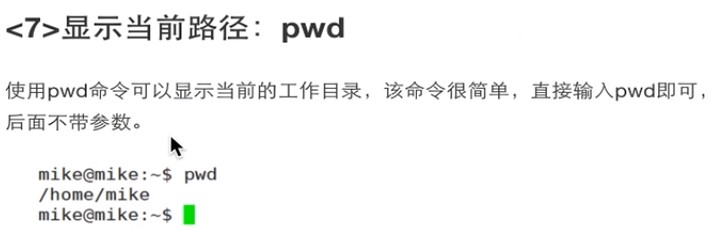 <7>显示当前路径：pwd
使用pwd命令可以显示当前的工作目录，该命令很简单，直接输入pwd即可，
后面不带参数。
mike@mike:~$ pwd
/home/mike
mike@mike:~$